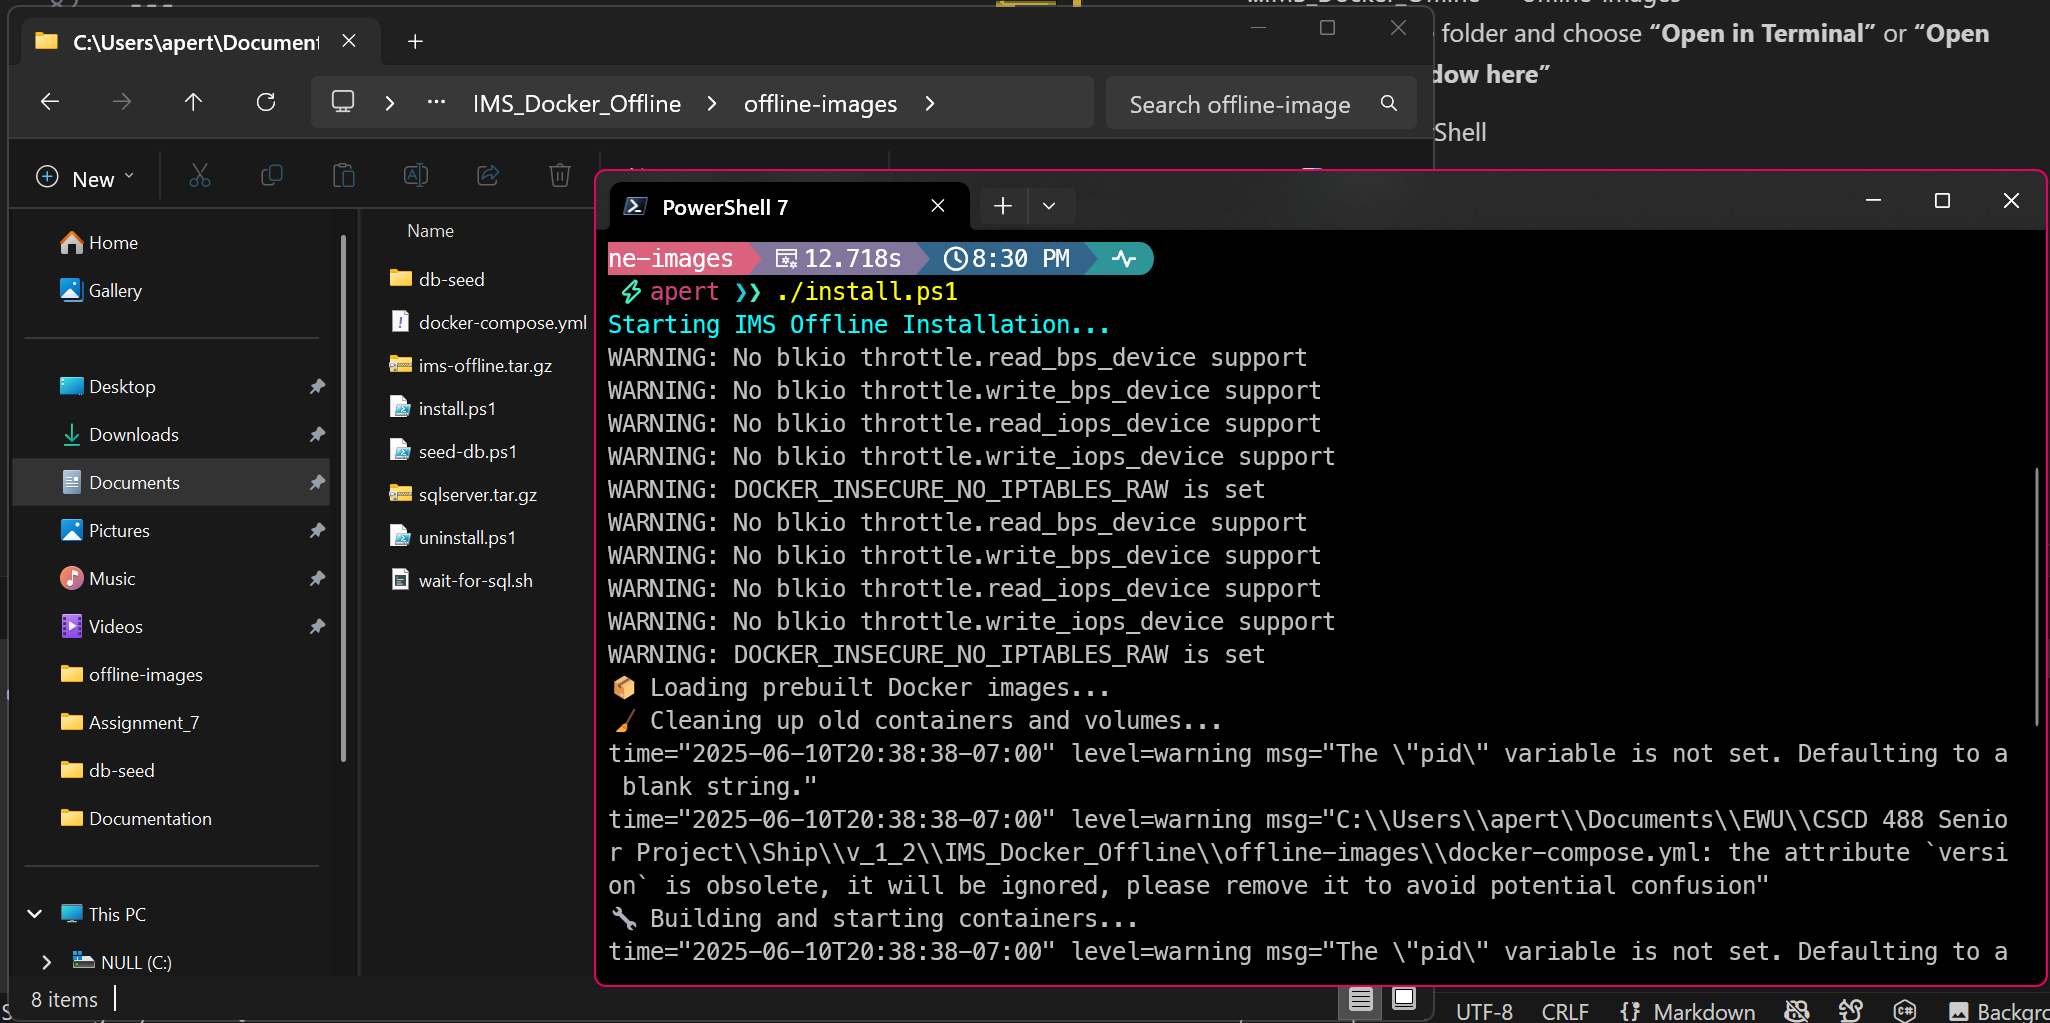 folder and choose “Open in Terminal” or “Open
dow here”
Shell
C:\Users\apert\Document
IMS_Docker_Offline
offline-images
Search offline-image
New
Home
Gallery
Desktop
Downloads
Documents
Pictures
Music
Videos
offline-images
Assignment_7
db-seed
Documentation
This PC
NULL (C:)
Name
db-seed
docker-compose.yml
ims-offline.tar.gz
install.ps1
seed-db.ps1
sqlserver.tar.gz
uninstall.ps1
wait-for-sql.sh
8 items
PowerShell 7
ne-images 12.718s 8:30 PM
apert ❯❯ ./install.ps1
Starting IMS Offline Installation...
WARNING: No blkio throttle.read_bps_device support
WARNING: No blkio throttle.write_bps_device support
WARNING: No blkio throttle.read_iops_device support
WARNING: No blkio throttle.write_iops_device support
WARNING: DOCKER_INSECURE_NO_IPTABLES_RAW is set
WARNING: No blkio throttle.read_bps_device support
WARNING: No blkio throttle.write_bps_device support
WARNING: No blkio throttle.read_iops_device support
WARNING: No blkio throttle.write_iops_device support
WARNING: DOCKER_INSECURE_NO_IPTABLES_RAW is set
📦 Loading prebuilt Docker images...
🧹 Cleaning up old containers and volumes...
time="2025-06-10T20:38:38-07:00" level=warning msg="The \"pid\" variable is not set. Defaulting to a
blank string."
time="2025-06-10T20:38:38-07:00" level=warning msg="C:\\Users\\apert\\Documents\\EWU\\CSCD 488 Senio
r Project\\Ship\\v_1_2\\IMS_Docker_Offline\\offline-images\\docker-compose.yml: the attribute `versi
on` is obsolete, it will be ignored, please remove it to avoid potential confusion"
🔧 Building and starting containers...
time="2025-06-10T20:38:38-07:00" level=warning msg="The \"pid\" variable is not set. Defaulting to a
UTF-8 CRLF {} Markdown Backgro